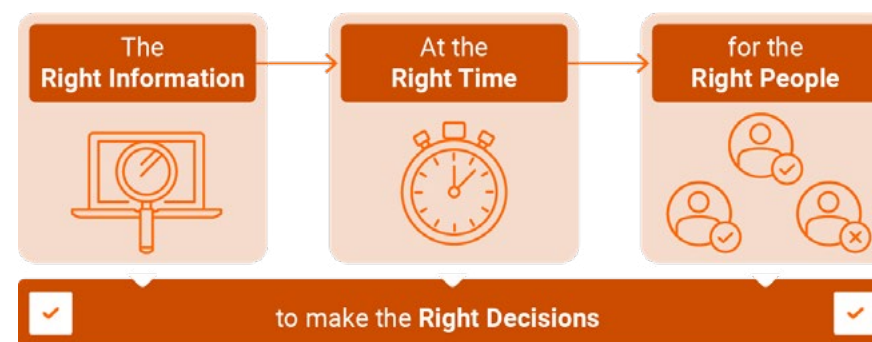 The
Right Information
At the
Right Time
for the
Right People
to make the Right Decisions